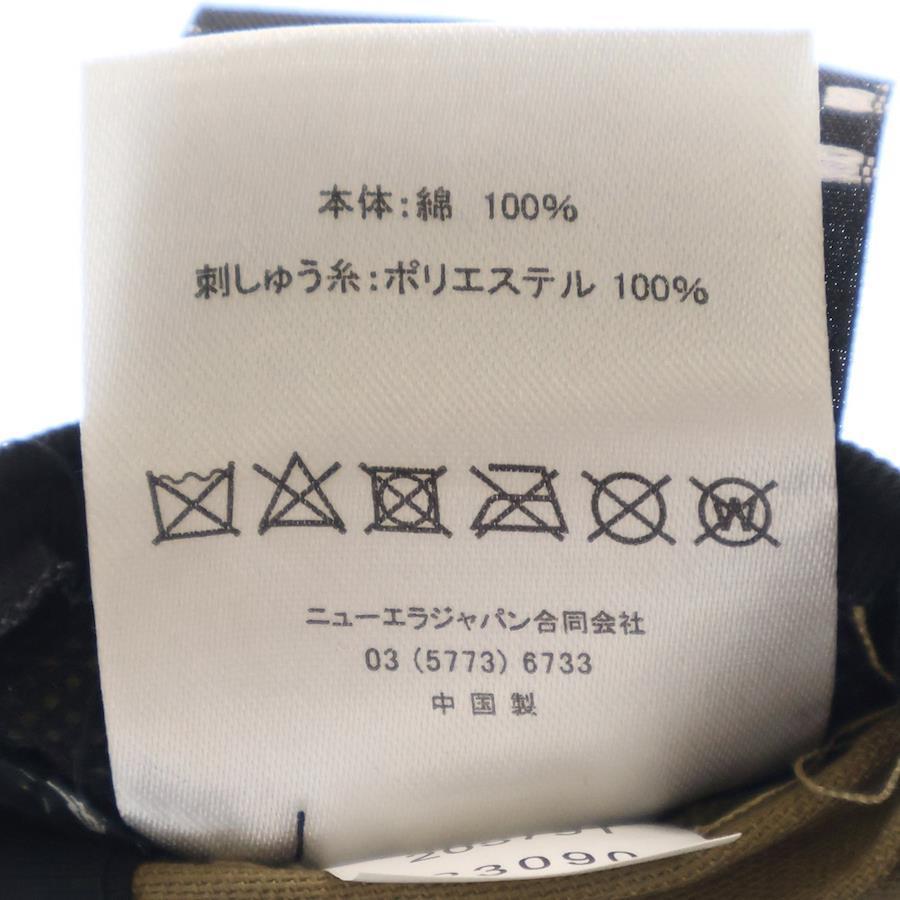 本体:綿 100%
刺しゅう糸:ポリエステル 100%
W
ニューエラジャパン合同会社
03 (5773) 6733
中国製